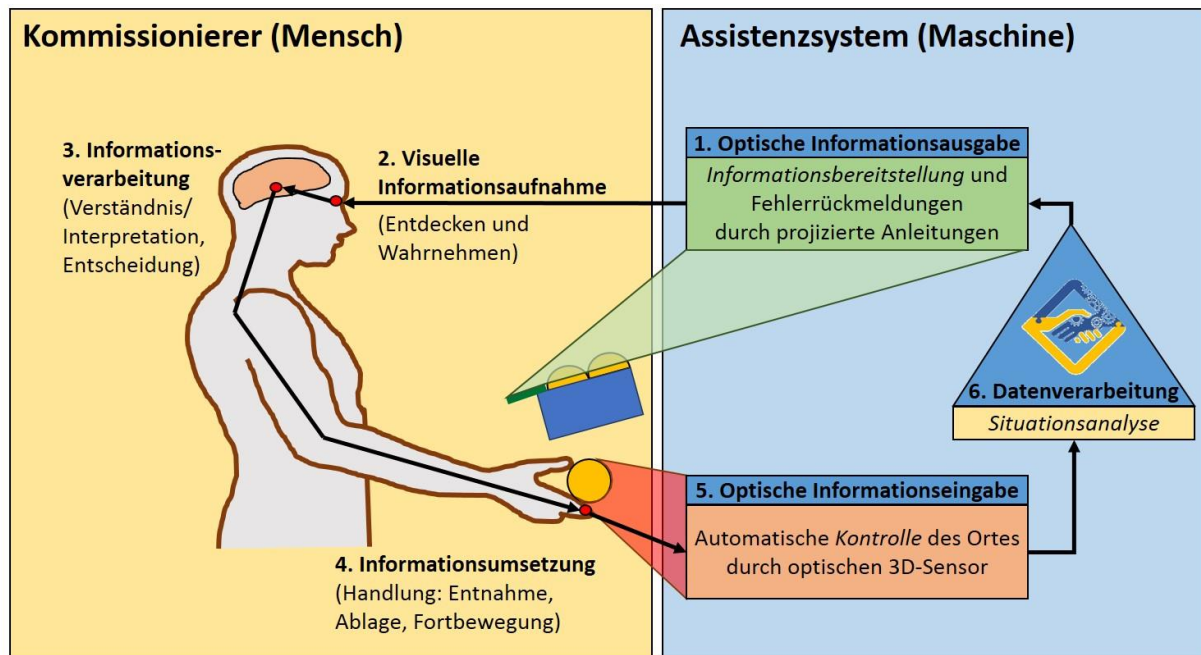 Kommissionierer (Mensch)
Assistenzsystem (Maschine)
1. Optische Informationsausgabe
Informationsbereitstellung und
Fehlerrückmeldungen
durch projizierte Anleitungen
2. Visuelle
Informationsaufnahme
(Entdecken und
Wahrnehmen)
3. Informations-
verarbeitung
(Verständnis/
Interpretation,
Entscheidung)
4. Informationsumsetzung
(Handlung: Entnahme,
Ablage, Fortbewegung)
5. Optische Informationseingabe
Automatische Kontrolle des Ortes
durch optischen 3D-Sensor
6. Datenverarbeitung
Situationsanalyse